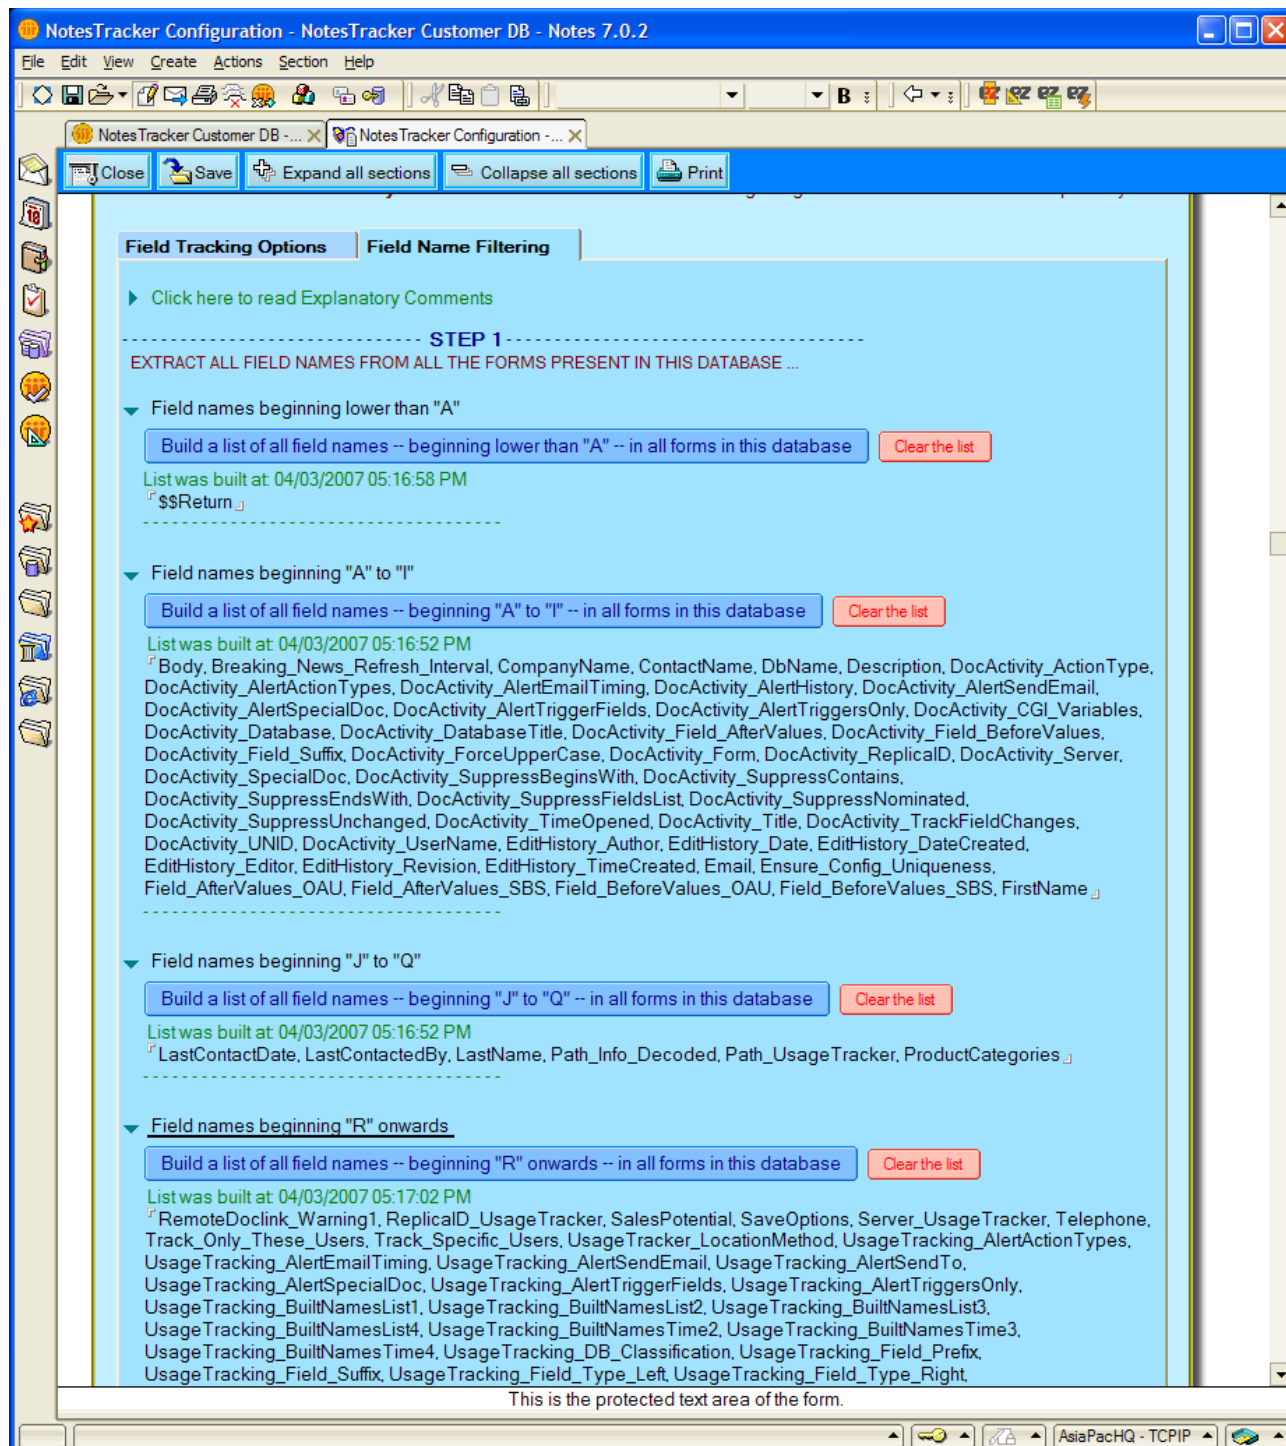 NotesTracker Configuration - NotesTracker Customer DB - Notes 7.0.2
File Edit View Create Actions Section Help
B
NotesTracker Customer DB -...
NotesTracker Configuration -...
Close Save Expand all sections Collapse all sections Print
Field Tracking Options Field Name Filtering
Click here to read Explanatory Comments
------------------------------- STEP 1-------------------------------------
EXTRACT ALL FIELD NAMES FROM ALL THE FORMS PRESENT IN THIS DATABASE ...
Field names beginning lower than "A"
Build a list of all field names -- beginning lower than "A" -- in all forms in this database Clear the list
List was built at: 04/03/2007 05:16:58 PM
$$Return
-------------------------------------
Field names beginning "A" to "I"
Build a list of all field names -- beginning "A" to "I" -- in all forms in this database Clear the list
List was built at: 04/03/2007 05:16:52 PM
Body, Breaking_News_Refresh_Interval, CompanyName, ContactName, DbName, Description, DocActivity_ActionType,
DocActivity_AlertActionTypes, DocActivity_AlertEmailTiming, DocActivity_AlertHistory, DocActivity_AlertSendEmail,
DocActivity_AlertSpecialDoc, DocActivity_AlertTriggerFields, DocActivity_AlertTriggersOnly, DocActivity_CGI_Variables,
DocActivity_Database, DocActivity_DatabaseTitle, DocActivity_Field_AfterValues, DocActivity_Field_BeforeValues,
DocActivity_Field_Suffix, DocActivity_ForceUpperCase, DocActivity_Form, DocActivity_ReplicaID, DocActivity_Server,
DocActivity_SpecialDoc, DocActivity_SuppressBeginsWith, DocActivity_SuppressContains,
DocActivity_SuppressEndsWith, DocActivity_SuppressFieldsList, DocActivity_SuppressNominated,
DocActivity_SuppressUnchanged, DocActivity_TimeOpened, DocActivity_Title, DocActivity_TrackFieldChanges,
DocActivity_UNID, DocActivity_UserName, EditHistory_Author, EditHistory_Date, EditHistory_DateCreated,
EditHistory_Editor, EditHistory_Revision, EditHistory_TimeCreated, Email, Ensure_Config_Uniqueness,
Field_AfterValues_OAU, Field_AfterValues_SBS, Field_BeforeValues_OAU, Field_BeforeValues_SBS, FirstName
-------------------------------------
Field names beginning "J" to "Q"
Build a list of all field names -- beginning "J" to "Q" -- in all forms in this database Clear the list
List was built at: 04/03/2007 05:16:52 PM
LastContactDate, LastContactedBy, LastName, Path_Info_Decoded, Path_UsageTracker, ProductCategories
-------------------------------------
Field names beginning "R" onwards
Build a list of all field names -- beginning "R" onwards -- in all forms in this database Clear the list
List was built at: 04/03/2007 05:17:02 PM
RemoteDoclink_Warning1, ReplicaID_UsageTracker, SalesPotential, SaveOptions, Server_UsageTracker, Telephone,
Track_Only_These_Users, Track_Specific_Users, UsageTracker_LocationMethod, UsageTracking_AlertActionTypes,
UsageTracking_AlertEmailTiming, UsageTracking_AlertSendEmail, UsageTracking_AlertSendTo,
UsageTracking_AlertSpecialDoc, UsageTracking_AlertTriggerFields, UsageTracking_AlertTriggersOnly,
UsageTracking_BuiltNamesList1, UsageTracking_BuiltNamesList2, UsageTracking_BuiltNamesList3,
UsageTracking_BuiltNamesList4, UsageTracking_BuiltNamesTime2, UsageTracking_BuiltNamesTime3,
UsageTracking_BuiltNamesTime4, UsageTracking_DB_Classification, UsageTracking_Field_Prefix,
UsageTracking_Field_Suffix, UsageTracking_Field_Type_Left, UsageTracking_Field_Type_Right,
This is the protected text area of the form.
AsiaPacHQ - TCPIP